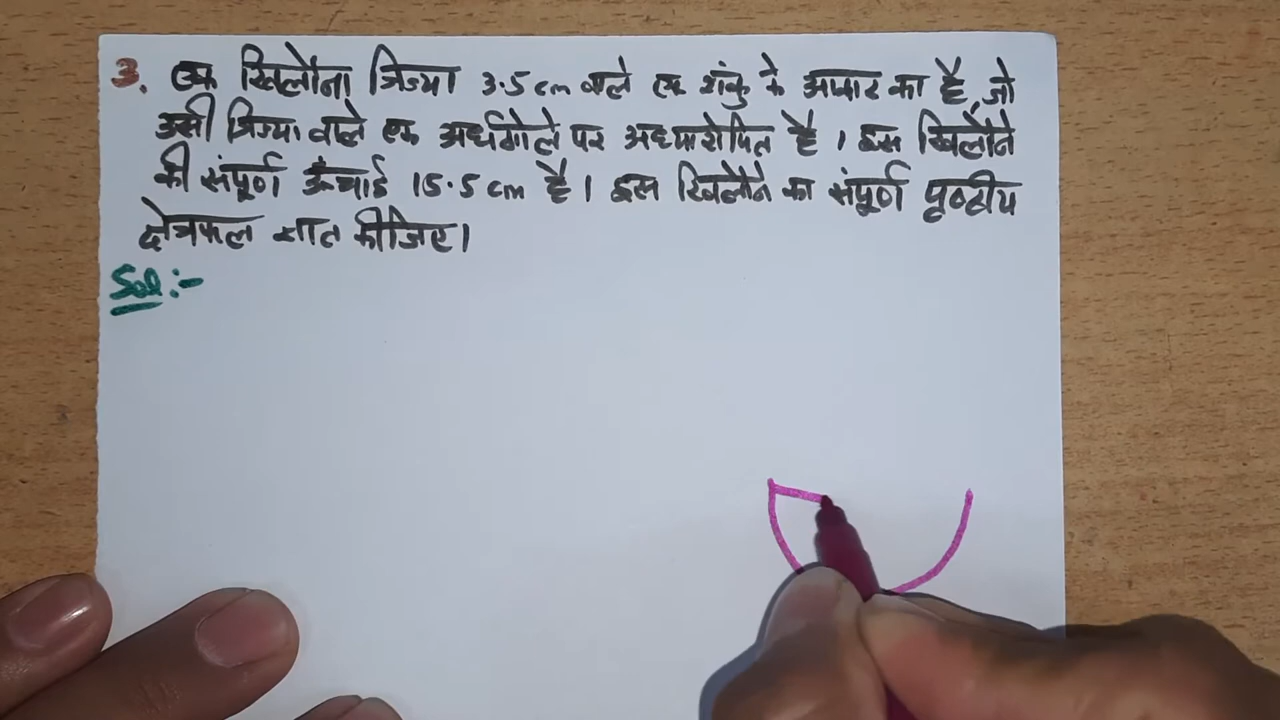 3. एक खिलौना त्रिज्या 3.5 cm वाले एक शंकु के आकार का है, जो
उसी त्रिज्या वाले एक अर्धगोले पर अध्यारोपित है। इस खिलौने
की संपूर्ण ऊँचाई 15.5 cm है। इस खिलौने का संपूर्ण पृष्ठीय
क्षेत्रफल ज्ञात कीजिए।
Sol:-